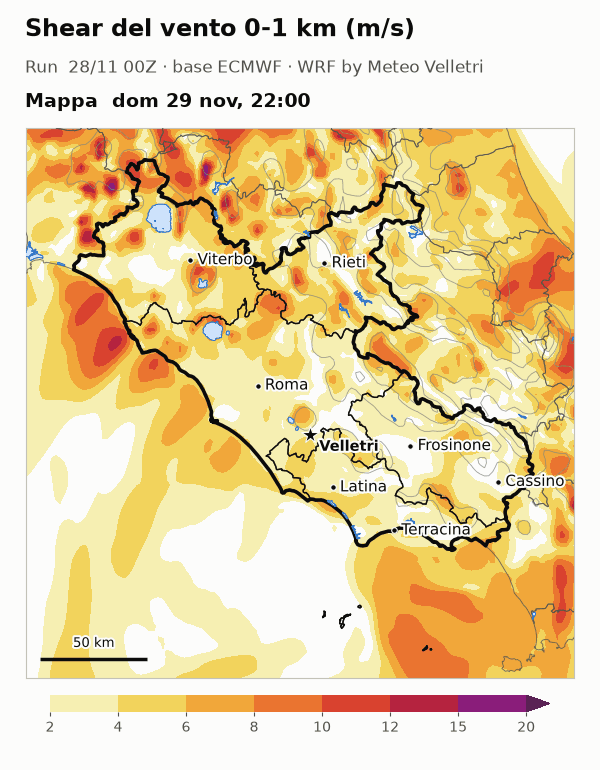 Shear del vento 0-1 km (m/s)
Run  28/11 00Z · base ECMWF · WRF by Meteo Velletri
Mappa  dom 29 nov, 22:00
Viterbo
Rieti
Roma
Velletri
Frosinone
Cassino
Latina
Terracina
50 km
2 4 6 8 10 12 15 20